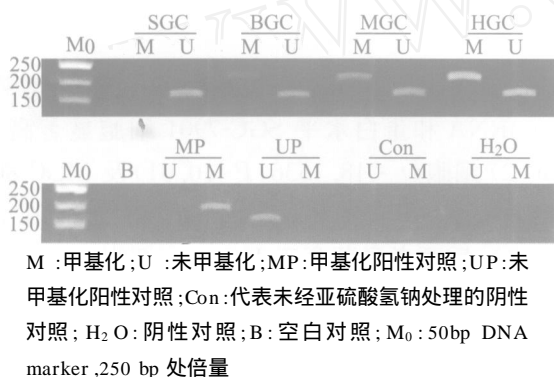 SGC BGC MGC HGC
M0 M U M U M U M U
250
200
150
MP UP Con H2O
M0 B U M U M U M U M
250
200
150
M :甲基化;U :未甲基化;MP:甲基化阳性对照;UP:未
甲基化阳性对照;Con:代表未经亚硫酸氢钠处理的阴性
对照; H2 O:阴性对照;B:空白对照; M0 : 50bp DNA
marker ,250 bp 处倍量